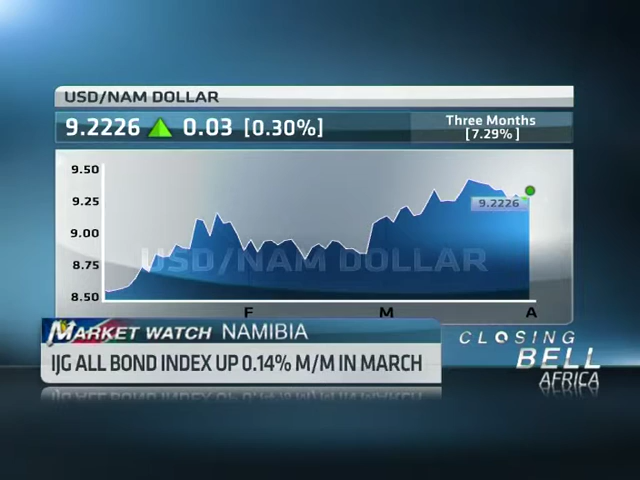 USD/NAM DOLLAR
9.2226 ▲ 0.03 [0.30%]
Three Months
[7.29%]
9.50
9.25
9.00
8.75
8.50
9.2226
USD/NAM DOLLAR
F M A
MARKET WATCH NAMIBIA
IJG ALL BOND INDEX UP 0.14% M/M IN MARCH
CLOSING
BELL
AFRICA